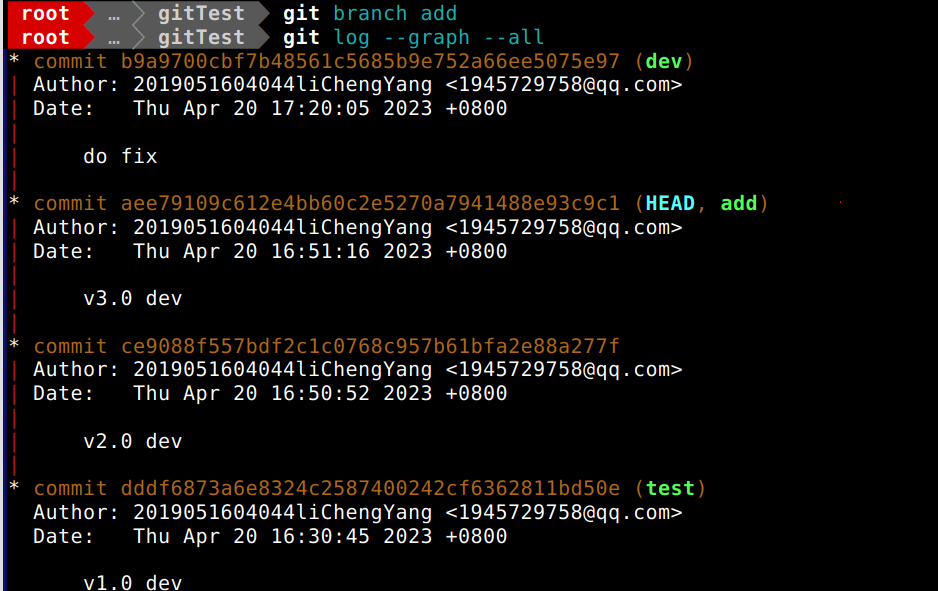 root … gitTest git branch add
root … gitTest git log --graph --all
* commit b9a9700cbf7b48561c5685b9e752a66ee5075e97 (dev)
| Author: 2019051604044liChengYang <1945729758@qq.com>
| Date:   Thu Apr 20 17:20:05 2023 +0800
|
|     do fix
|
* commit aee79109c612e4bb60c2e5270a7941488e93c9c1 (HEAD, add)
| Author: 2019051604044liChengYang <1945729758@qq.com>
| Date:   Thu Apr 20 16:51:16 2023 +0800
|
|     v3.0 dev
|
* commit ce9088f557bdf2c1c0768c957b61bfa2e88a277f
| Author: 2019051604044liChengYang <1945729758@qq.com>
| Date:   Thu Apr 20 16:50:52 2023 +0800
|
|     v2.0 dev
|
* commit dddf6873a6e8324c2587400242cf6362811bd50e (test)
  Author: 2019051604044liChengYang <1945729758@qq.com>
  Date:   Thu Apr 20 16:30:45 2023 +0800
      v1.0 dev